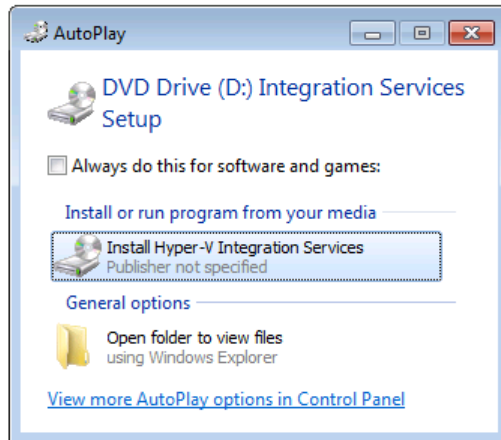 AutoPlay
DVD Drive (D:) Integration Services
Setup
Always do this for software and games:
Install or run program from your media
Install Hyper-V Integration Services
Publisher not specified
General options
Open folder to view files
using Windows Explorer
View more AutoPlay options in Control Panel